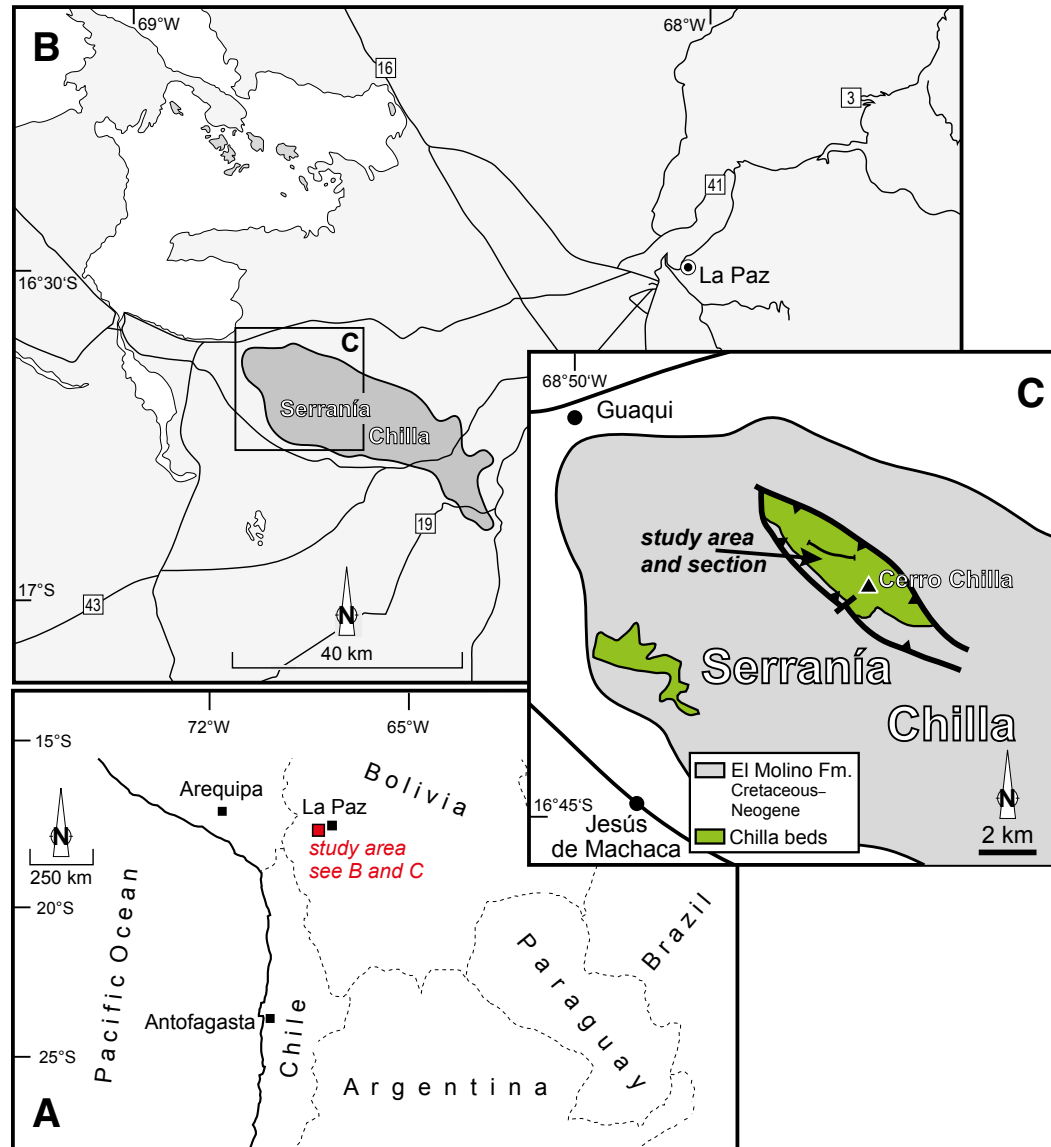 B
69°W
68°W
16
3
41
La Paz
16°30‘S
C
Serranía
Chilla
19
17°S
43
N
40 km
C
68°50‘W
Guaqui
study area
and section
Cerro Chilla
Serranía
Chilla
El Molino Fm.
Cretaceous–
Neogene
Chilla beds
16°45‘S
Jesús
de Machaca
N
2 km
A
72°W
65°W
15°S
Arequipa
Bolivia
La Paz
study area
see B and C
N
250 km
20°S
Pacific Ocean
Brazil
Paraguay
Antofagasta
Chile
25°S
Argentina